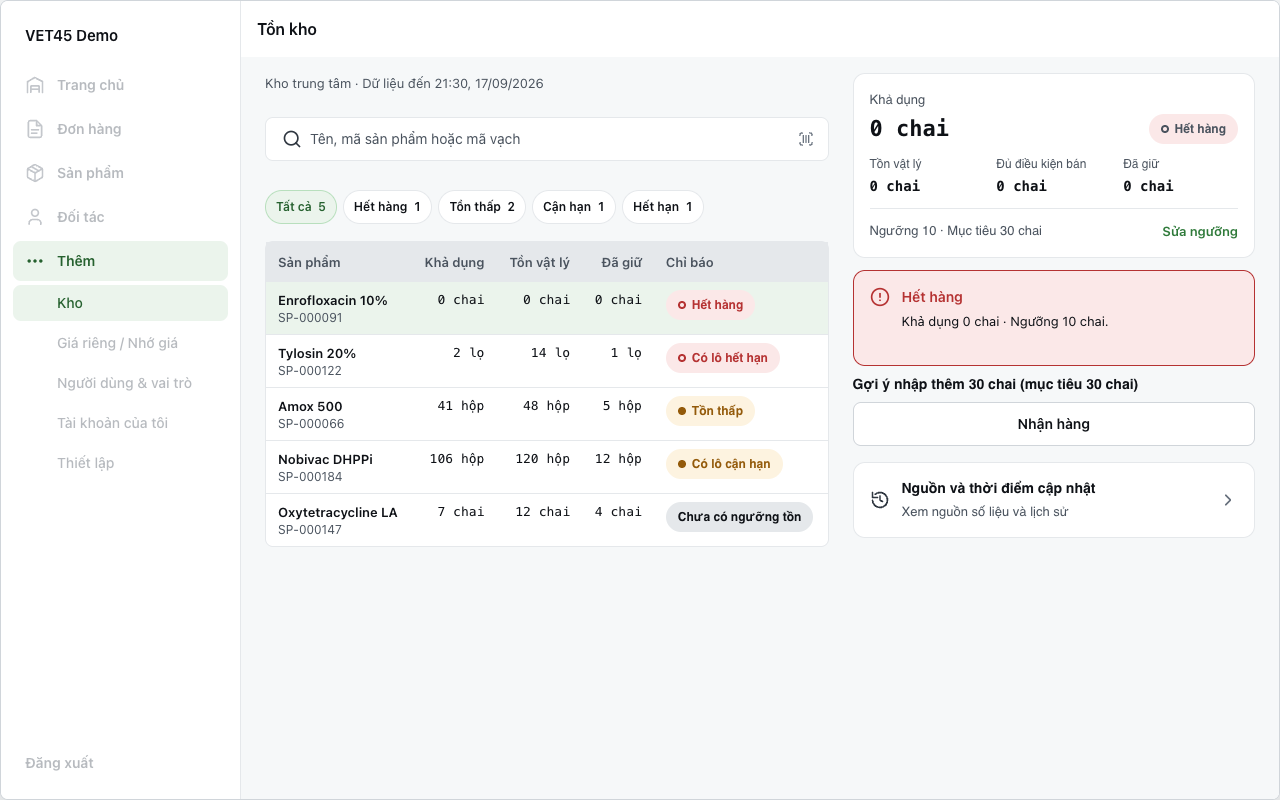 VET45 Demo
Trang chủ
Đơn hàng
Sản phẩm
Đối tác
Thêm
Kho
Giá riêng / Nhớ giá
Người dùng & vai trò
Tài khoản của tôi
Thiết lập
Đăng xuất
Tồn kho
Kho trung tâm · Dữ liệu đến 21:30, 17/09/2026
Tên, mã sản phẩm hoặc mã vạch
Tất cả 5 Hết hàng 1 Tồn thấp 2 Cận hạn 1 Hết hạn 1
Sản phẩm Khả dụng Tồn vật lý Đã giữ Chỉ báo
Enrofloxacin 10% 0 chai 0 chai 0 chai Hết hàng
SP-000091
Tylosin 20% 2 lọ 14 lọ 1 lọ Có lô hết hạn
SP-000122
Amox 500 41 hộp 48 hộp 5 hộp Tồn thấp
SP-000066
Nobivac DHPPi 106 hộp 120 hộp 12 hộp Có lô cận hạn
SP-000184
Oxytetracycline LA 7 chai 12 chai 4 chai Chưa có ngưỡng tồn
SP-000147
Khả dụng
0 chai Hết hàng
Tồn vật lý Đủ điều kiện bán Đã giữ
0 chai 0 chai 0 chai
Ngưỡng 10 · Mục tiêu 30 chai Sửa ngưỡng
Hết hàng
Khả dụng 0 chai · Ngưỡng 10 chai.
Gợi ý nhập thêm 30 chai (mục tiêu 30 chai)
Nhận hàng
Nguồn và thời điểm cập nhật
Xem nguồn số liệu và lịch sử